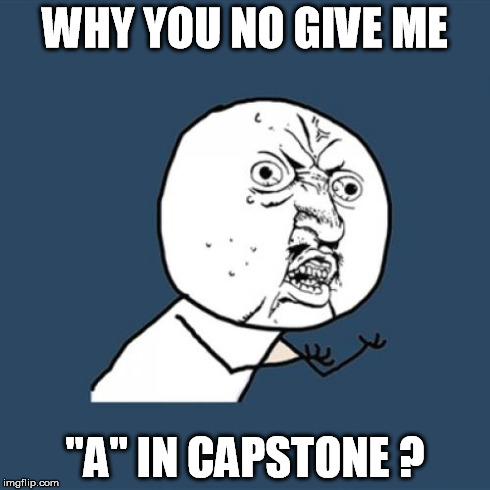 WHY YOU NO GIVE ME
"A" IN CAPSTONE ?
imgflip.com